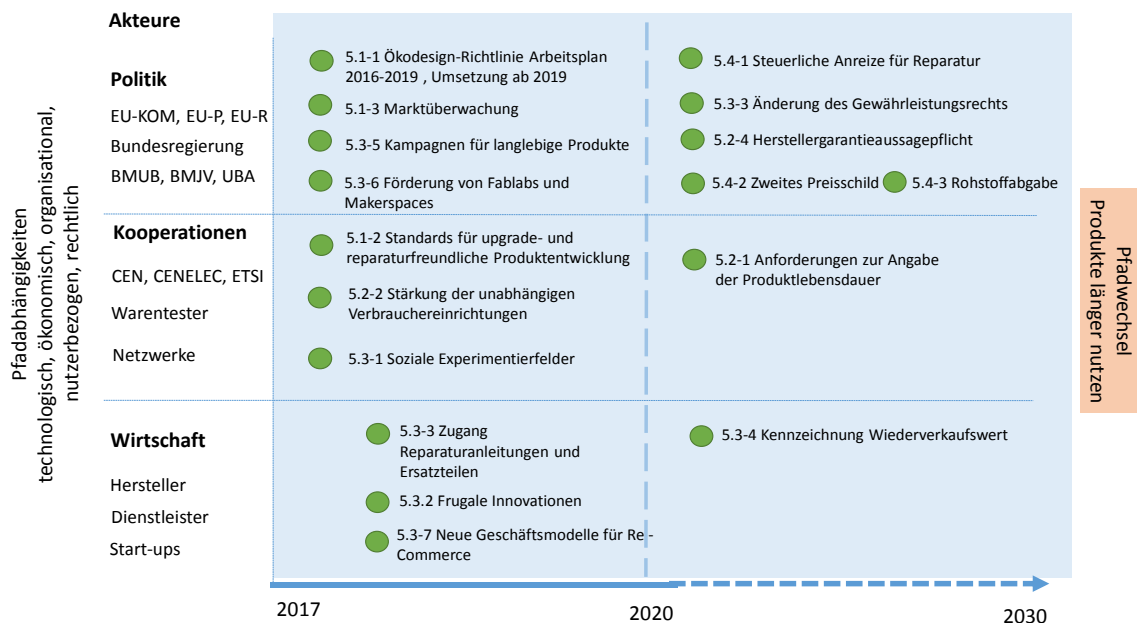 Akteure
Politik
EU-KOM, EU-P, EU-R
Bundesregierung
BMUB, BMJV, UBA
5.1-1 Ökodesign-Richtlinie Arbeitsplan
2016-2019 , Umsetzung ab 2019
5.1-3 Marktüberwachung
5.3-5 Kampagnen für langlebige Produkte
5.3-6 Förderung von Fablabs und
Makerspaces
5.4-1 Steuerliche Anreize für Reparatur
5.3-3 Änderung des Gewährleistungsrechts
5.2-4 Herstellergarantieaussagepflicht
5.4-2 Zweites Preisschild
5.4-3 Rohstoffabgabe
Kooperationen
CEN, CENELEC, ETSI
Warentester
Netzwerke
5.1-2 Standards für upgrade- und
reparaturfreundliche Produktentwicklung
5.2-2 Stärkung der unabhängigen
Verbrauchereinrichtungen
5.3-1 Soziale Experimentierfelder
5.2-1 Anforderungen zur Angabe
der Produktlebensdauer
Wirtschaft
Hersteller
Dienstleister
Start-ups
5.3-3 Zugang
Reparaturanleitungen und
Ersatzteilen
5.3.2 Frugale Innovationen
5.3-7 Neue Geschäftsmodelle für Re -
Commerce
5.3-4 Kennzeichnung Wiederverkaufswert
Pfadabhängigkeiten
technologisch, ökonomisch, organisational,
nutzerbezogen, rechtlich
Pfadwechsel
Produkte länger nutzen
2017
2020
2030